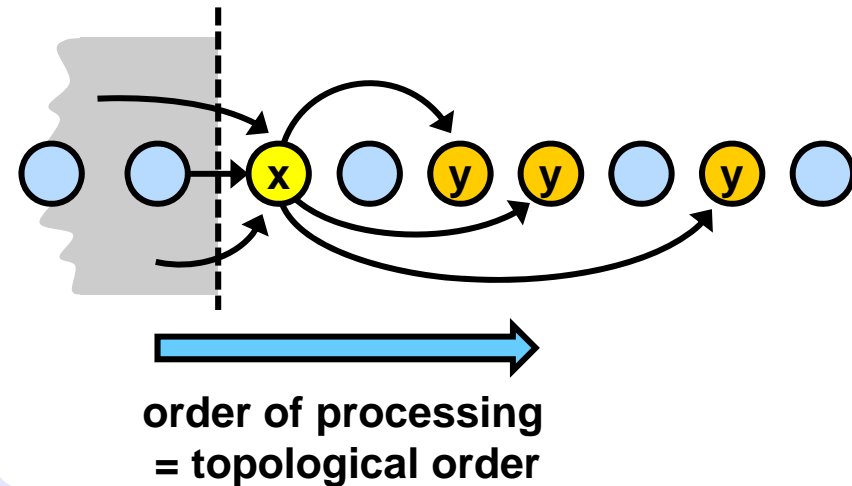 x y y y
order of processing
= topological order